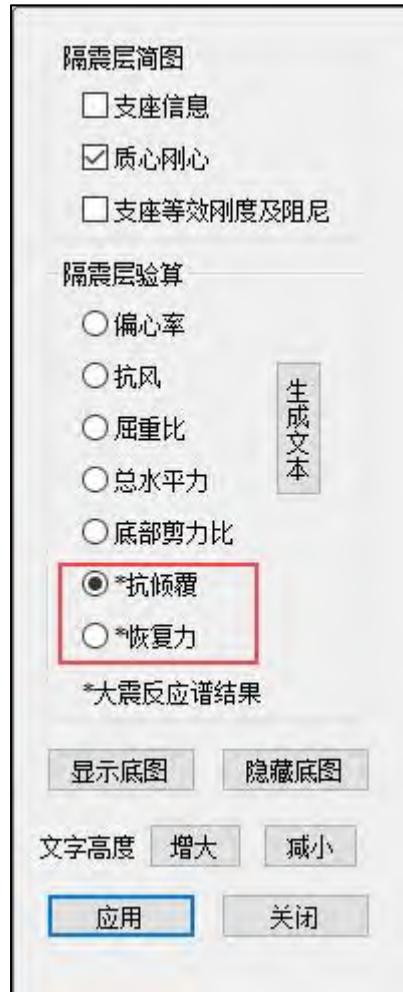 隔震层简图
支座信息
质心刚心
支座等效刚度及阻尼
隔震层验算
偏心率
抗风
屈重比
总水平力
底部剪力比
*抗倾覆
*恢复力
生成文本
*大震反应谱结果
显示底图 隐藏底图
文字高度 增大 减小
应用 关闭